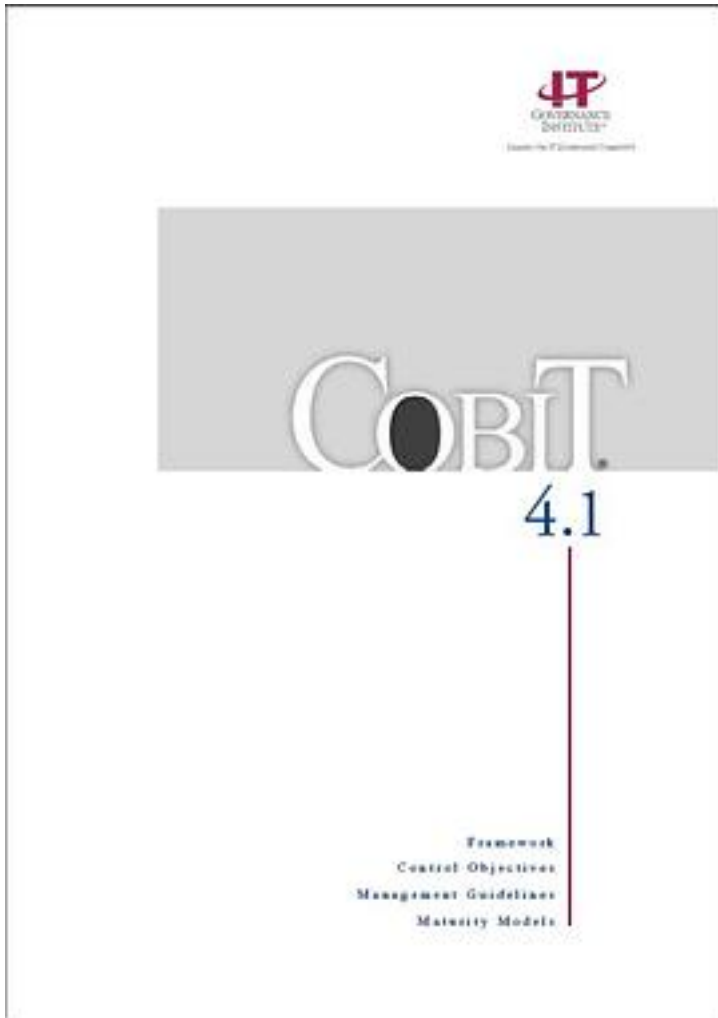 IT
GOVERNANCE
INSTITUTE
COBIT®
4.1
Framework
Control Objectives
Management Guidelines
Maturity Models